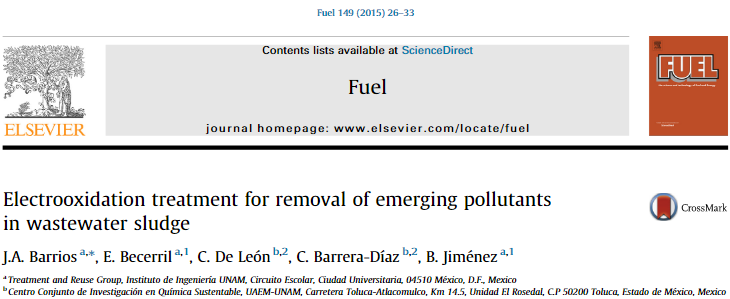 Fuel 149 (2015) 26–33
Contents lists available at ScienceDirect
Fuel
journal homepage: www.elsevier.com/locate/fuel
ELSEVIER
FUEL
Electrooxidation treatment for removal of emerging pollutants
in wastewater sludge
CrossMark
J.A. Barrios a,*, E. Becerril a,1, C. De León b,2, C. Barrera-Díaz b,2, B. Jiménez a,1
a Treatment and Reuse Group, Instituto de Ingeniería UNAM, Circuito Escolar, Ciudad Universitaria, 04510 México, D.F., Mexico
b Centro Conjunto de Investigación en Química Sustentable, UAEM-UNAM, Carretera Toluca-Atlacomulco, Km 14.5, Unidad El Rosedal, C.P 50200 Toluca, Estado de México, Mexico